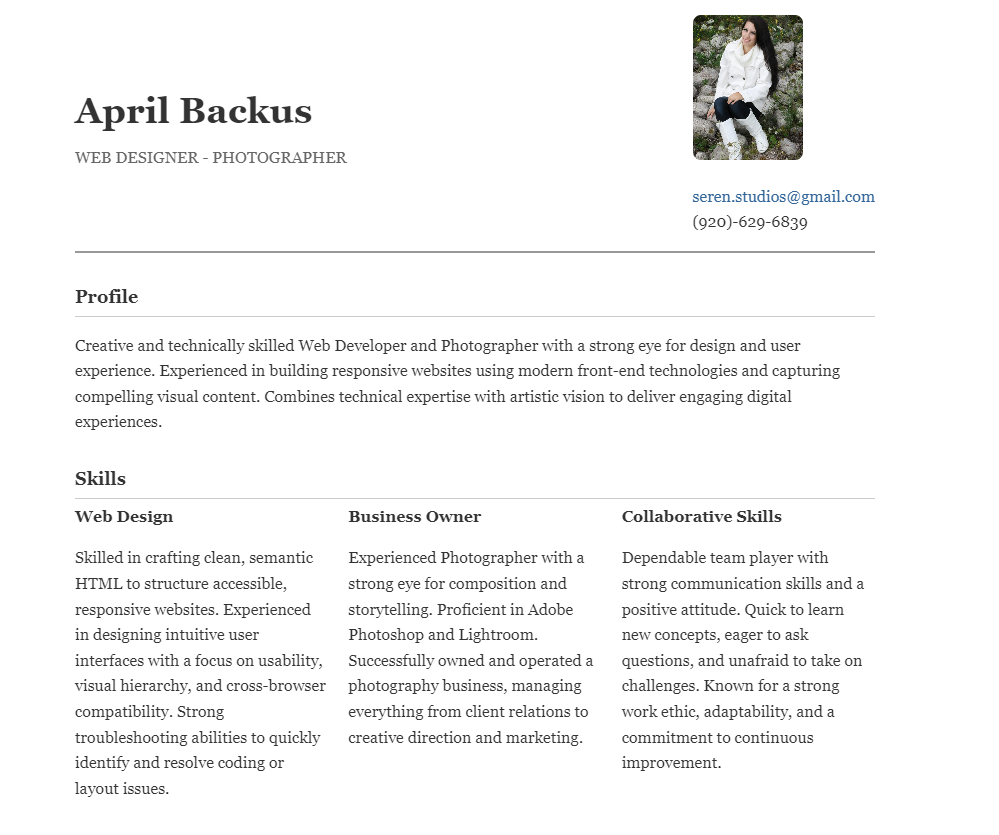 April Backus
WEB DESIGNER - PHOTOGRAPHER
seren.studios@gmail.com
(920)-629-6839
Profile
Creative and technically skilled Web Developer and Photographer with a strong eye for design and user
experience. Experienced in building responsive websites using modern front-end technologies and capturing
compelling visual content. Combines technical expertise with artistic vision to deliver engaging digital
experiences.
Skills
Web Design
Skilled in crafting clean, semantic
HTML to structure accessible,
responsive websites. Experienced
in designing intuitive user
interfaces with a focus on usability,
visual hierarchy, and cross-browser
compatibility. Strong
troubleshooting abilities to quickly
identify and resolve coding or
layout issues.
Business Owner
Experienced Photographer with a
strong eye for composition and
storytelling. Proficient in Adobe
Photoshop and Lightroom.
Successfully owned and operated a
photography business, managing
everything from client relations to
creative direction and marketing.
Collaborative Skills
Dependable team player with
strong communication skills and a
positive attitude. Quick to learn
new concepts, eager to ask
questions, and unafraid to take on
challenges. Known for a strong
work ethic, adaptability, and a
commitment to continuous
improvement.